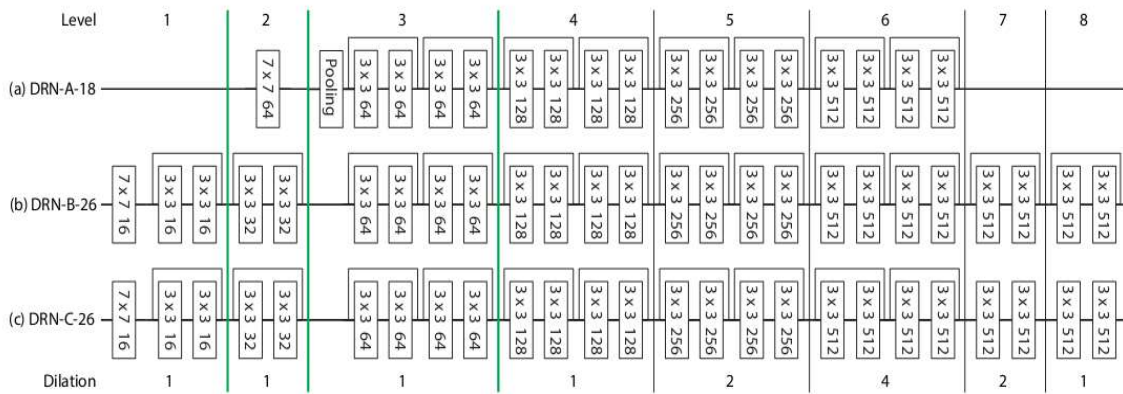 Level 1 2 3 4 5 6 7 8
(a) DRN-A-18 7 x 7 64 Pooling 3 x 3 64 3 x 3 64 3 x 3 64 3 x 3 64 3 x 3 128 3 x 3 128 3 x 3 128 3 x 3 128 3 x 3 256 3 x 3 256 3 x 3 256 3 x 3 256 3 x 3 512 3 x 3 512 3 x 3 512 3 x 3 512
(b) DRN-B-26 7 x 7 16 3 x 3 16 3 x 3 16 3 x 3 32 3 x 3 32 3 x 3 64 3 x 3 64 3 x 3 64 3 x 3 64 3 x 3 128 3 x 3 128 3 x 3 128 3 x 3 128 3 x 3 256 3 x 3 256 3 x 3 256 3 x 3 256 3 x 3 512 3 x 3 512 3 x 3 512 3 x 3 512 3 x 3 512 3 x 3 512 3 x 3 512 3 x 3 512
(c) DRN-C-26 7 x 7 16 3 x 3 16 3 x 3 16 3 x 3 32 3 x 3 32 3 x 3 64 3 x 3 64 3 x 3 64 3 x 3 64 3 x 3 128 3 x 3 128 3 x 3 128 3 x 3 128 3 x 3 256 3 x 3 256 3 x 3 256 3 x 3 256 3 x 3 512 3 x 3 512 3 x 3 512 3 x 3 512 3 x 3 512 3 x 3 512 3 x 3 512 3 x 3 512
Dilation 1 1 1 1 2 4 2 1